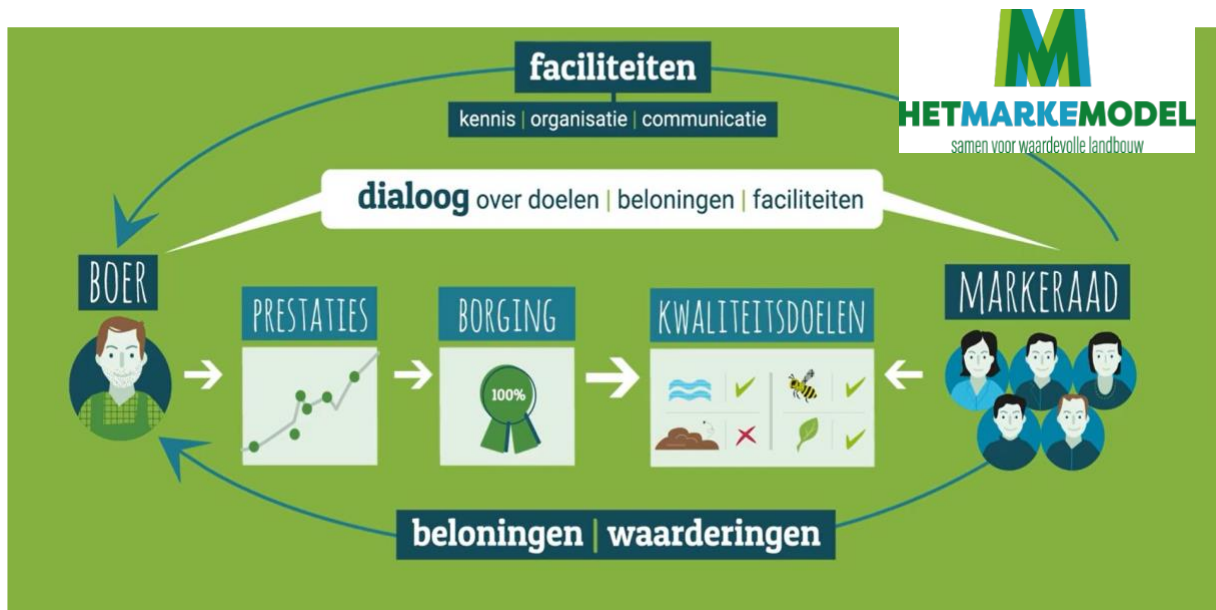 faciliteiten
kennis | organisatie | communicatie
HETMARKEMODEL
samen voor waardevolle landbouw
dialoog over doelen | beloningen | faciliteiten
BOER
MARKERAAD
PRESTATIES
BORGING
KWALITEITSDOELEN
100%
beloningen | waarderingen